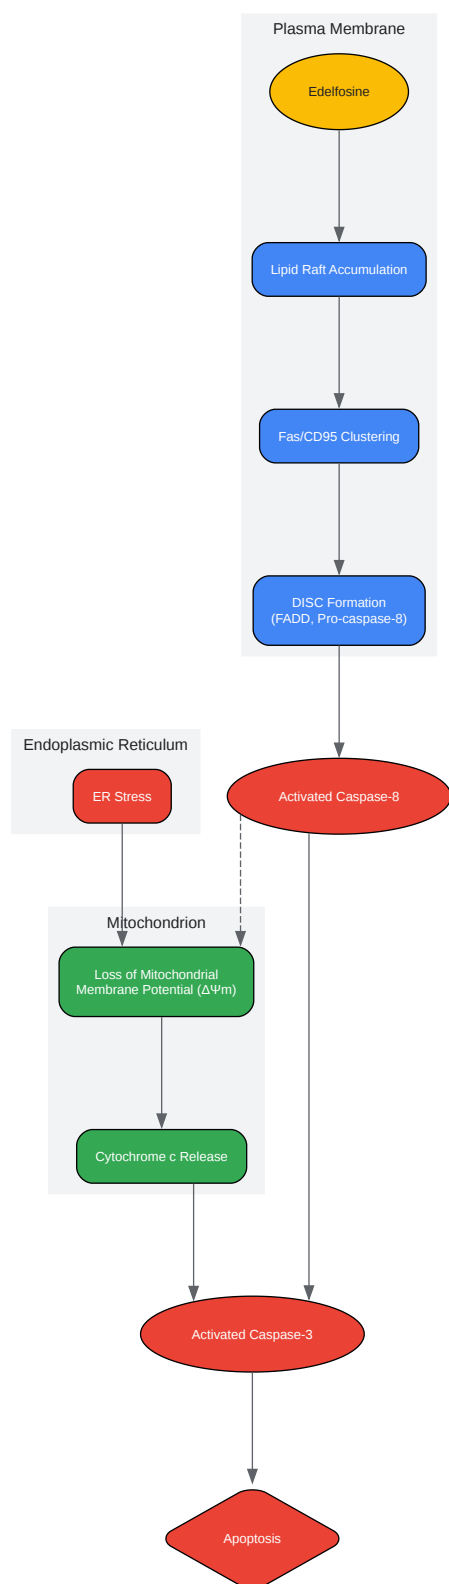 Plasma Membrane
Edelfosine
Lipid Raft Accumulation
Fas/CD95 Clustering
DISC Formation
(FADD, Pro-caspase-8)
Endoplasmic Reticulum
ER Stress
Activated Caspase-8
Mitochondrion
Loss of Mitochondrial
Membrane Potential (ΔΨm)
Cytochrome c Release
Activated Caspase-3
Apoptosis